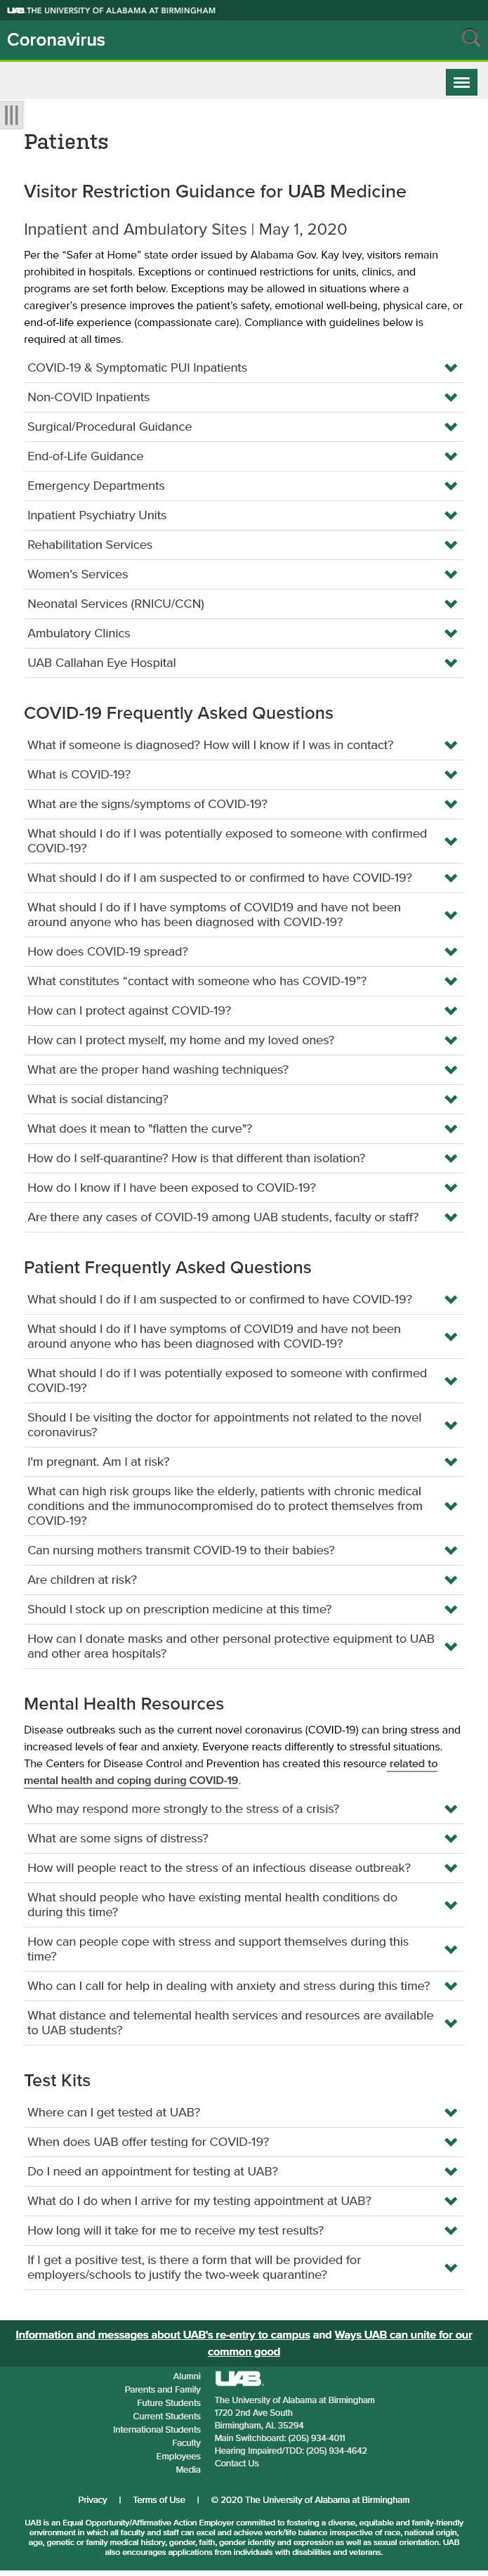 UAB THE UNIVERSITY OF ALABAMA AT BIRMINGHAM
Coronavirus
Patients
Visitor Restriction Guidance for UAB Medicine
Inpatient and Ambulatory Sites | May 1, 2020
Per the “Safer at Home” state order issued by Alabama Gov. Kay Ivey, visitors remain
prohibited in hospitals. Exceptions or continued restrictions for units, clinics, and
programs are set forth below. Exceptions may be allowed in situations where a
caregiver’s presence improves the patient’s safety, emotional well-being, physical care, or
end-of-life experience (compassionate care). Compliance with guidelines below is
required at all times.
COVID-19 & Symptomatic PUI Inpatients
Non-COVID Inpatients
Surgical/Procedural Guidance
End-of-Life Guidance
Emergency Departments
Inpatient Psychiatry Units
Rehabilitation Services
Women’s Services
Neonatal Services (RNICU/CCN)
Ambulatory Clinics
UAB Callahan Eye Hospital
COVID-19 Frequently Asked Questions
What if someone is diagnosed? How will I know if I was in contact?
What is COVID-19?
What are the signs/symptoms of COVID-19?
What should I do if I was potentially exposed to someone with confirmed
COVID-19?
What should I do if I am suspected to or confirmed to have COVID-19?
What should I do if I have symptoms of COVID19 and have not been
around anyone who has been diagnosed with COVID-19?
How does COVID-19 spread?
What constitutes “contact with someone who has COVID-19”?
How can I protect against COVID-19?
How can I protect myself, my home and my loved ones?
What are the proper hand washing techniques?
What is social distancing?
What does it mean to "flatten the curve"?
How do I self-quarantine? How is that different than isolation?
How do I know if I have been exposed to COVID-19?
Are there any cases of COVID-19 among UAB students, faculty or staff?
Patient Frequently Asked Questions
What should I do if I am suspected to or confirmed to have COVID-19?
What should I do if I have symptoms of COVID19 and have not been
around anyone who has been diagnosed with COVID-19?
What should I do if I was potentially exposed to someone with confirmed
COVID-19?
Should I be visiting the doctor for appointments not related to the novel
coronavirus?
I'm pregnant. Am I at risk?
What can high risk groups like the elderly, patients with chronic medical
conditions and the immunocompromised do to protect themselves from
COVID-19?
Can nursing mothers transmit COVID-19 to their babies?
Are children at risk?
Should I stock up on prescription medicine at this time?
How can I donate masks and other personal protective equipment to UAB
and other area hospitals?
Mental Health Resources
Disease outbreaks such as the current novel coronavirus (COVID-19) can bring stress and
increased levels of fear and anxiety. Everyone reacts differently to stressful situations.
The Centers for Disease Control and Prevention has created this resource related to
mental health and coping during COVID-19.
Who may respond more strongly to the stress of a crisis?
What are some signs of distress?
How will people react to the stress of an infectious disease outbreak?
What should people who have existing mental health conditions do
during this time?
How can people cope with stress and support themselves during this
time?
Who can I call for help in dealing with anxiety and stress during this time?
What distance and telemental health services and resources are available
to UAB students?
Test Kits
Where can I get tested at UAB?
When does UAB offer testing for COVID-19?
Do I need an appointment for testing at UAB?
What do I do when I arrive for my testing appointment at UAB?
How long will it take for me to receive my test results?
If I get a positive test, is there a form that will be provided for
employers/schools to justify the two-week quarantine?
Information and messages about UAB's re-entry to campus and Ways UAB can unite for our
common good
Alumni
Parents and Family
Future Students
Current Students
International Students
Faculty
Employees
Media
UAB
The University of Alabama at Birmingham
1720 2nd Ave South
Birmingham, AL 35294
Main Switchboard: (205) 934-4011
Hearing Impaired/TDD: (205) 934-4642
Contact Us
Privacy | Terms of Use | © 2020 The University of Alabama at Birmingham
UAB is an Equal Opportunity/Affirmative Action Employer committed to fostering a diverse, equitable and family-friendly
environment in which all faculty and staff can excel and achieve work/life balance irrespective of race, national origin,
age, genetic or family medical history, gender, faith, gender identity and expression as well as sexual orientation. UAB
also encourages applications from individuals with disabilities and veterans.